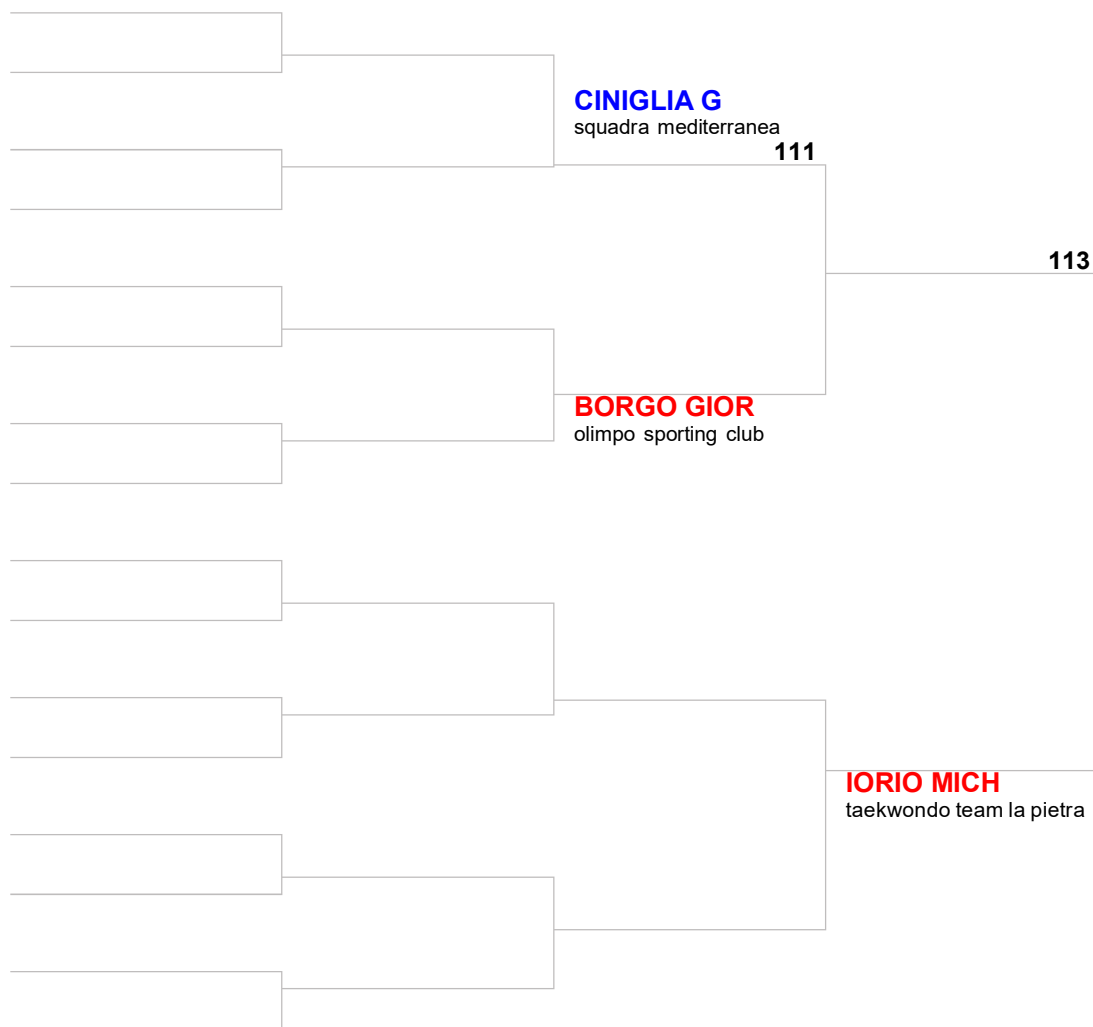 CINIGLIA G
squadra mediterranea
111
113
BORGO GIOR
olimpo sporting club
IORIO MICH
taekwondo team la pietra